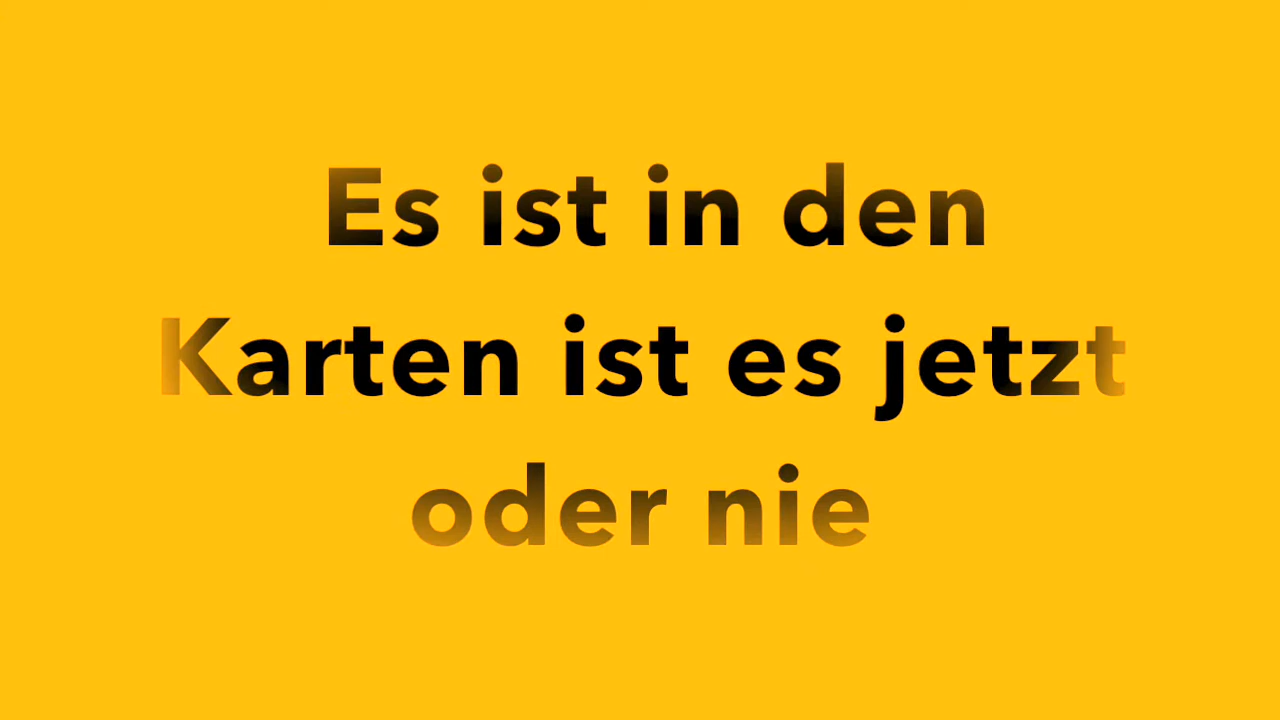 Es ist in den
Karten ist es jetzt
oder nie